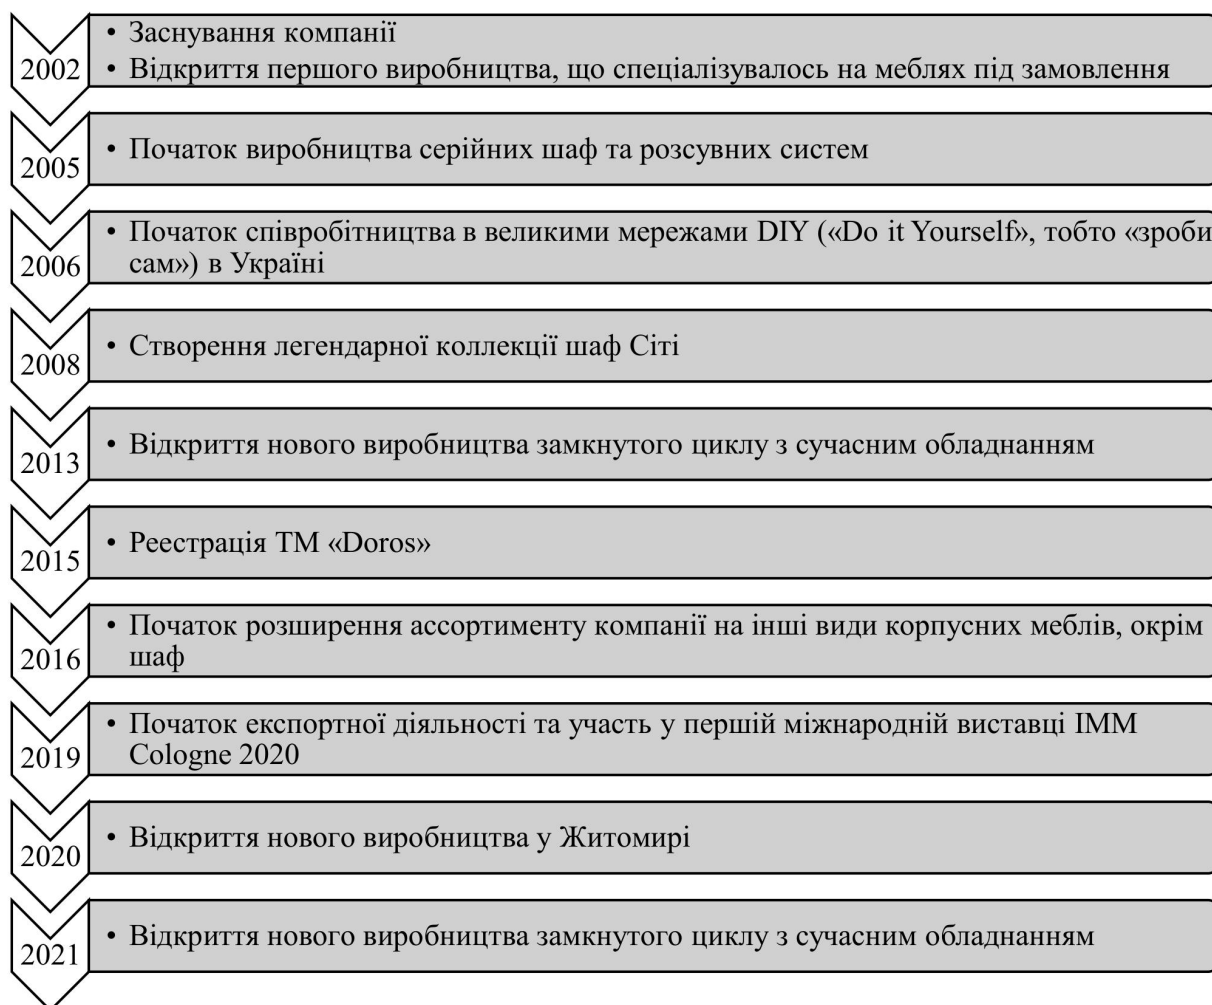 2002
• Заснування компанії
• Відкриття першого виробництва, що спеціалізувалось на меблях під замовлення
2005
• Початок виробництва серійних шаф та розсувних систем
2006
• Початок співробітництва в великими мережами DIY («Do it Yourself», тобто «зроби
сам») в Україні
2008
• Створення легендарної коллекції шаф Сіті
2013
• Відкриття нового виробництва замкнутого циклу з сучасним обладнанням
2015
• Реестрація ТМ «Doros»
2016
• Початок розширення ассортименту компанії на інші види корпусних меблів, окрім
шаф
2019
• Початок експортної діяльності та участь у першій міжнародній виставці IMM
Cologne 2020
2020
• Відкриття нового виробництва у Житомирі
2021
• Відкриття нового виробництва замкнутого циклу з сучасним обладнанням